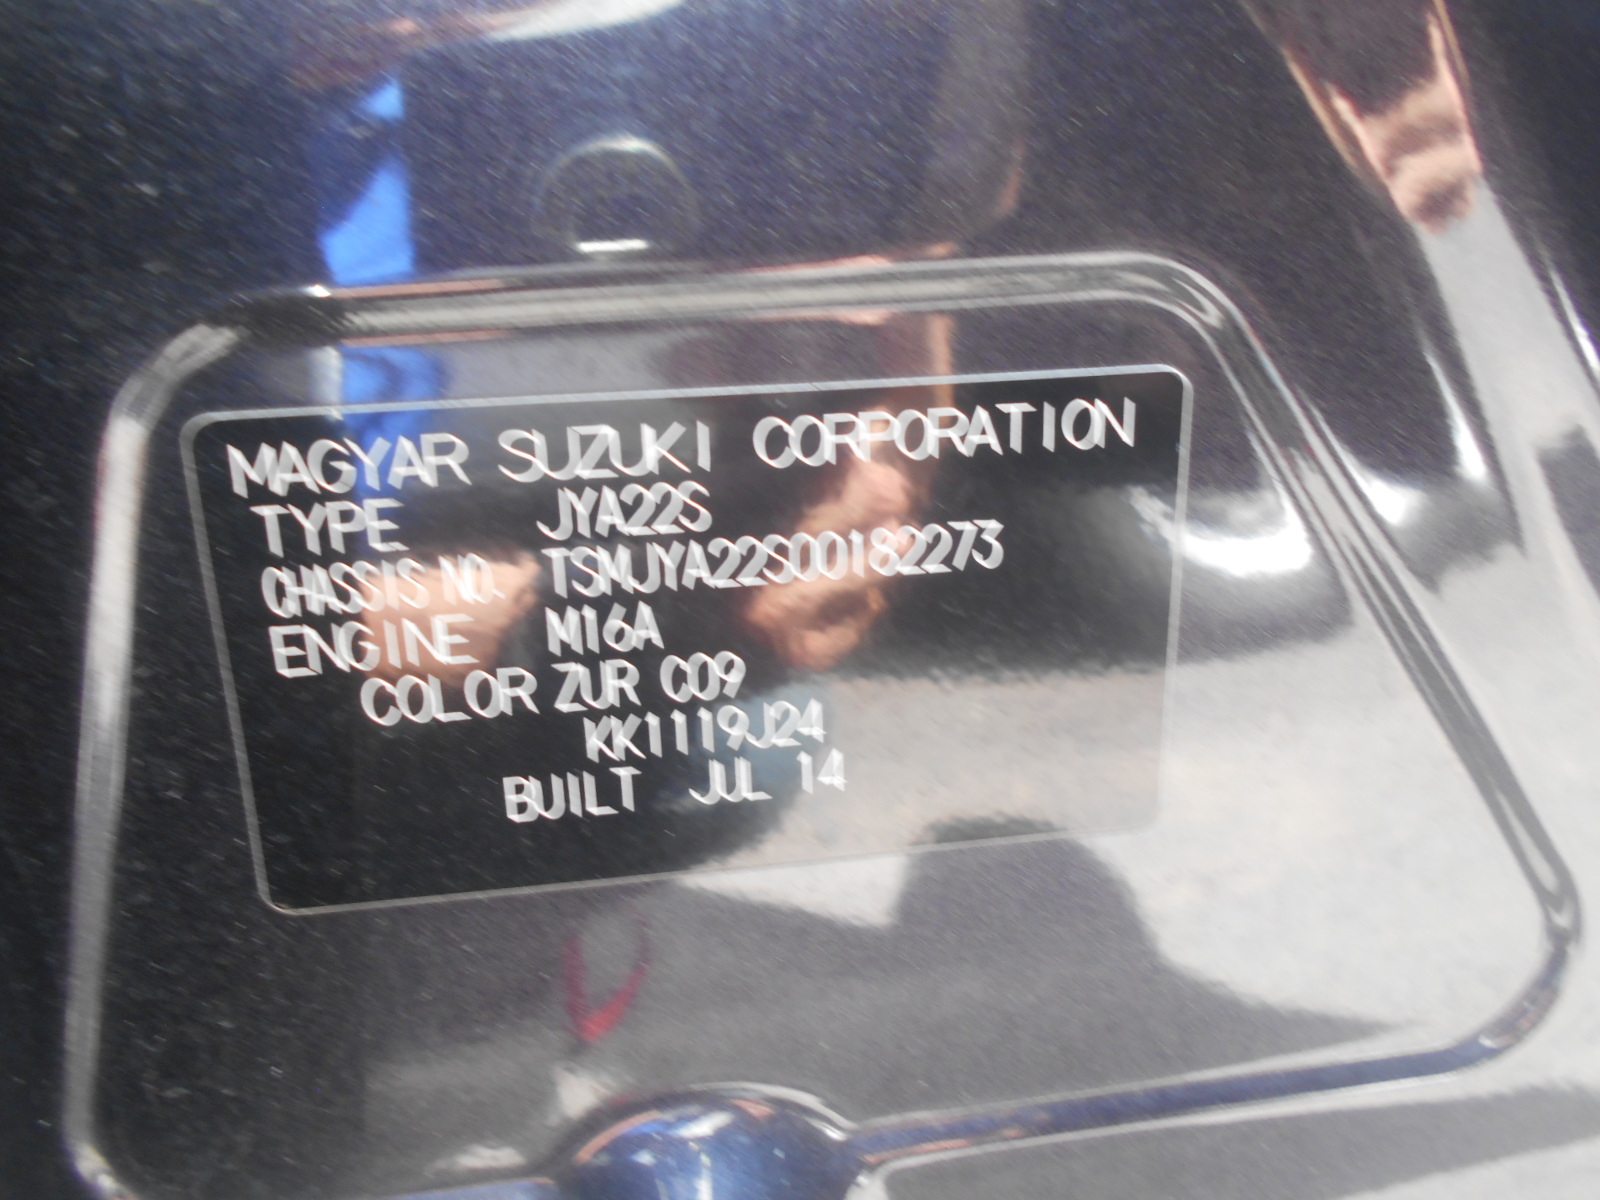 MAGYAR SUZUKI CORPORATION
TYPE JYA22S
CHASSIS NO. TSMJYA22S00182273
ENGINE M16A
COLOR ZUR C09
KK1119J24
BUILT JUL 14